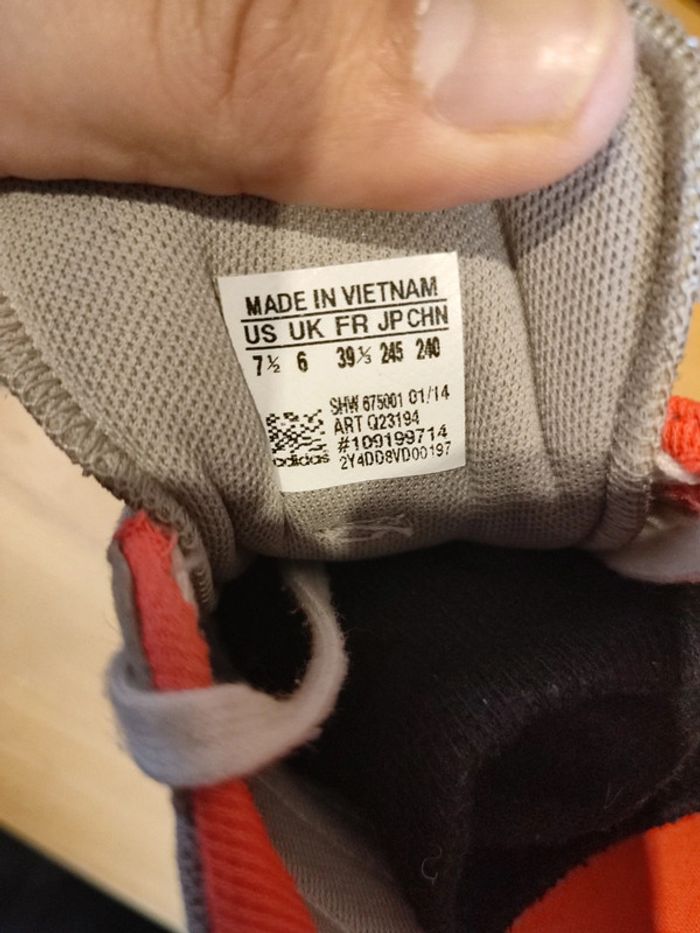 MADE IN VIETNAM
US UK FR JP CHN
7½ 6 39⅓ 245 240
SHW 675001 01/14
ART Q23194
#109199714
adidas 2Y4DD8VD00197